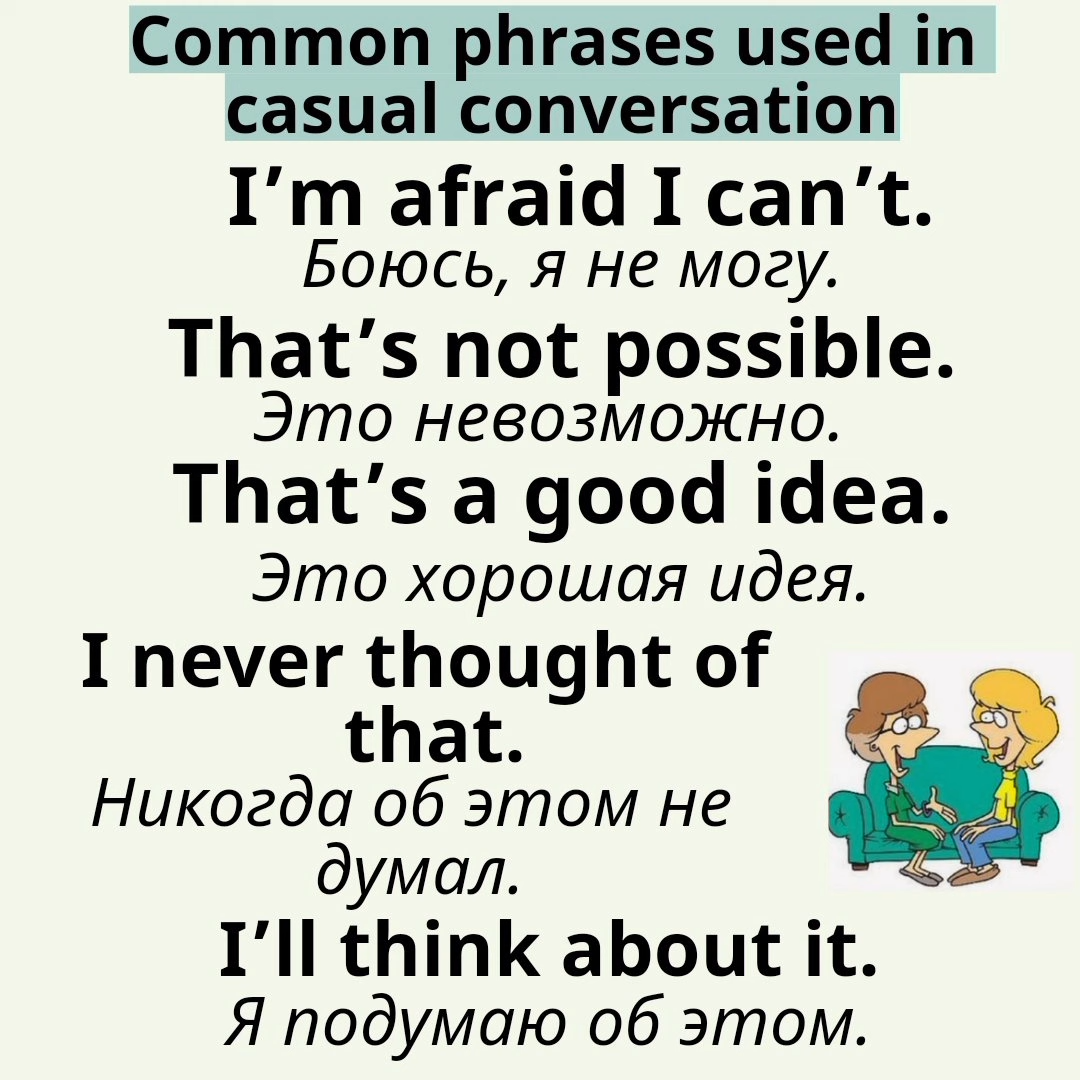 Common phrases used in
casual conversation
I’m afraid I can’t.
Боюсь, я не могу.
That’s not possible.
Это невозможно.
That’s a good idea.
Это хорошая идея.
I never thought of
that.
Никогда об этом не
думал.
I’ll think about it.
Я подумаю об этом.